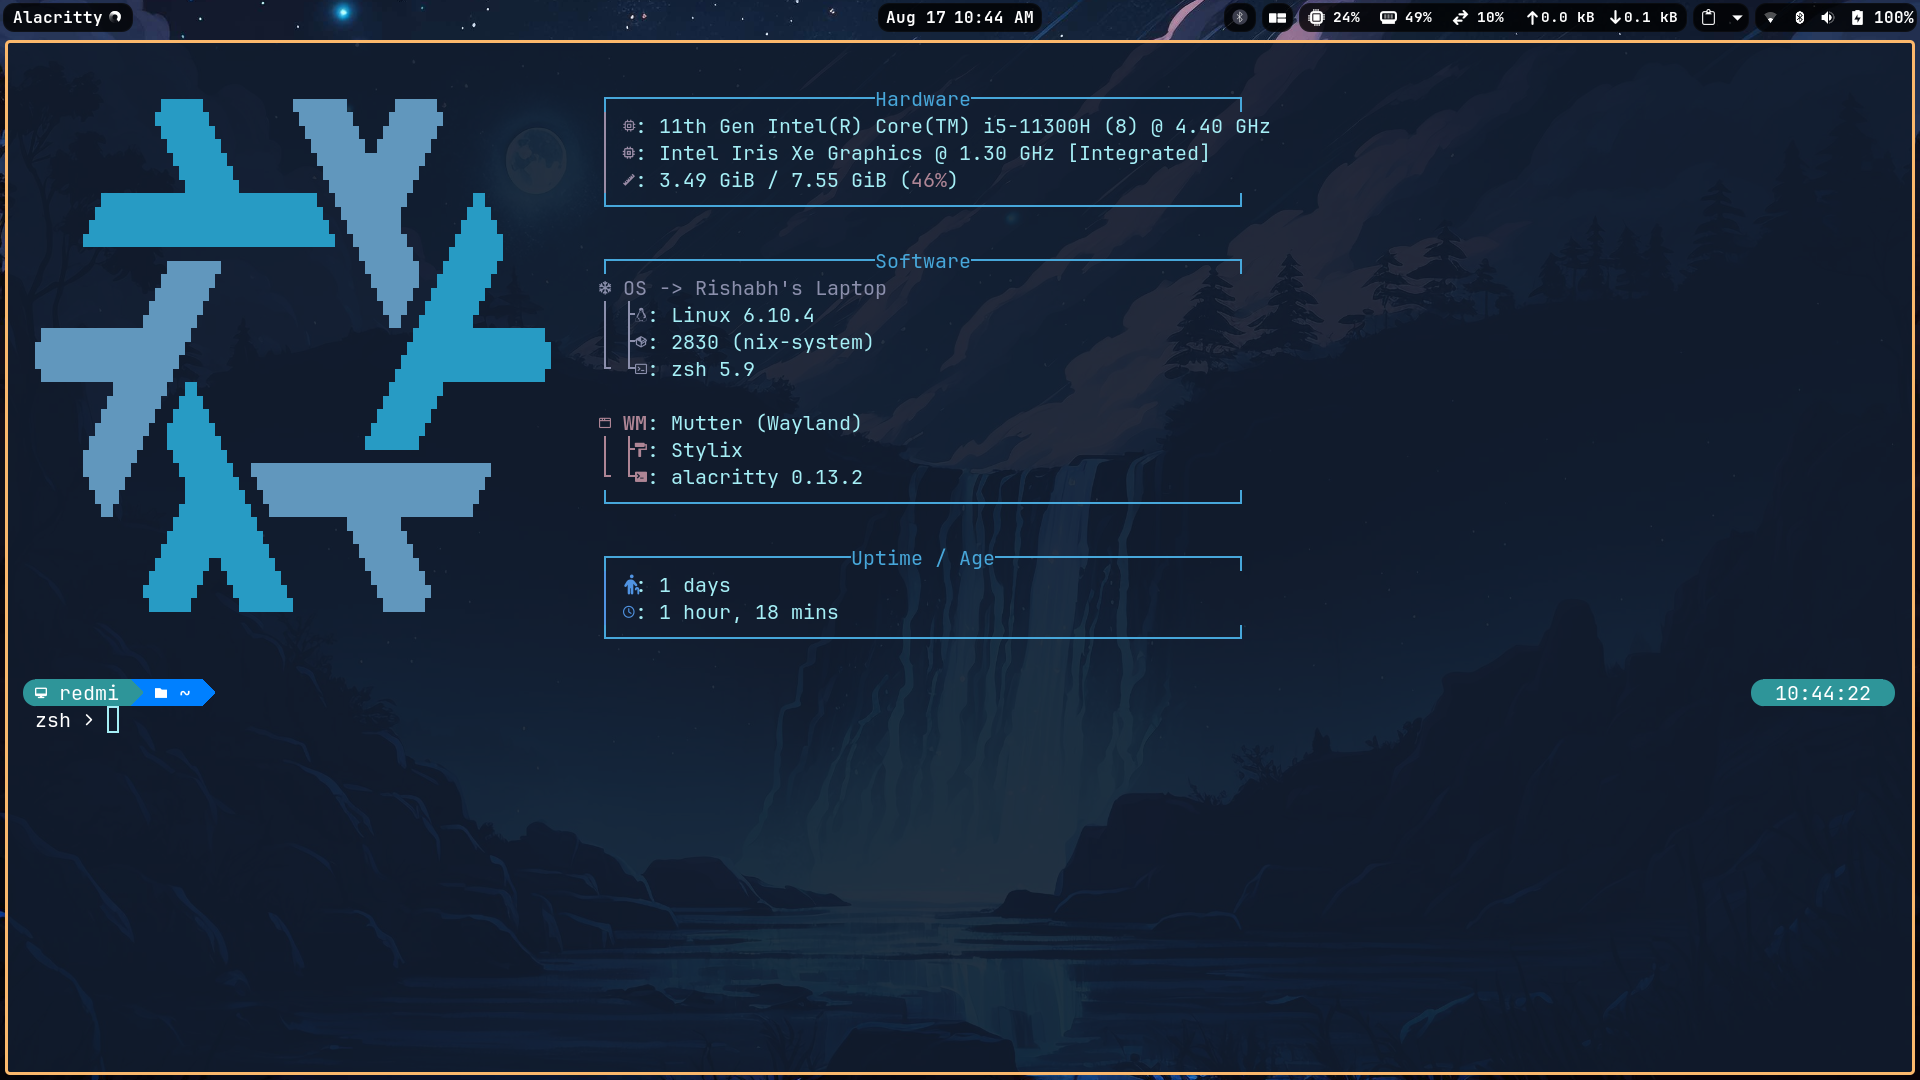 Alacritty
Aug 17 10:44 AM
24% 49% 10% 0.0 kB 0.1 kB 100%
Hardware
: 11th Gen Intel(R) Core(TM) i5-11300H (8) @ 4.40 GHz
: Intel Iris Xe Graphics @ 1.30 GHz [Integrated]
: 3.49 GiB / 7.55 GiB (46%)
Software
OS -> Rishabh's Laptop
: Linux 6.10.4
: 2830 (nix-system)
: zsh 5.9
WM: Mutter (Wayland)
: Stylix
: alacritty 0.13.2
Uptime / Age
: 1 days
: 1 hour, 18 mins
redmi ~
10:44:22
zsh >